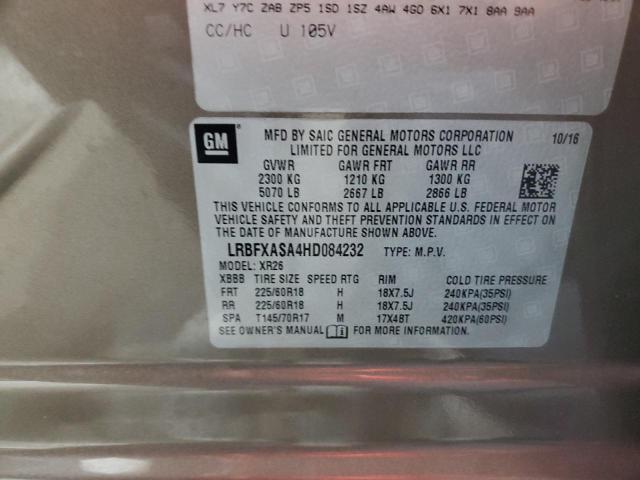 XL7 Y7C ZAB ZP5 1SD 1SZ 4AW 4G0 6X1 7X1 8AA 9AA
CC/HC U 105V
GM
MFD BY SAIC GENERAL MOTORS CORPORATION 10/16
LIMITED FOR GENERAL MOTORS LLC
GVWR GAWR FRT GAWR RR
2300 KG 1210 KG 1300 KG
5070 LB 2667 LB 2866 LB
THIS VEHICLE CONFORMS TO ALL APPLICABLE U.S. FEDERAL MOTOR
VEHICLE SAFETY AND THEFT PREVENTION STANDARDS IN EFFECT ON
THE DATE OF MANUFACTURE SHOWN ABOVE.
LRBFXASA4HD084232 TYPE: M.P.V.
MODEL: XR26
XBBB TIRE SIZE SPEED RTG RIM COLD TIRE PRESSURE
FRT 225/60R18 H 18X7.5J 240KPA(35PSI)
RR 225/60R18 H 18X7.5J 240KPA(35PSI)
SPA T145/70R17 M 17X4BT 420KPA(60PSI)
SEE OWNER'S MANUAL FOR MORE INFORMATION.